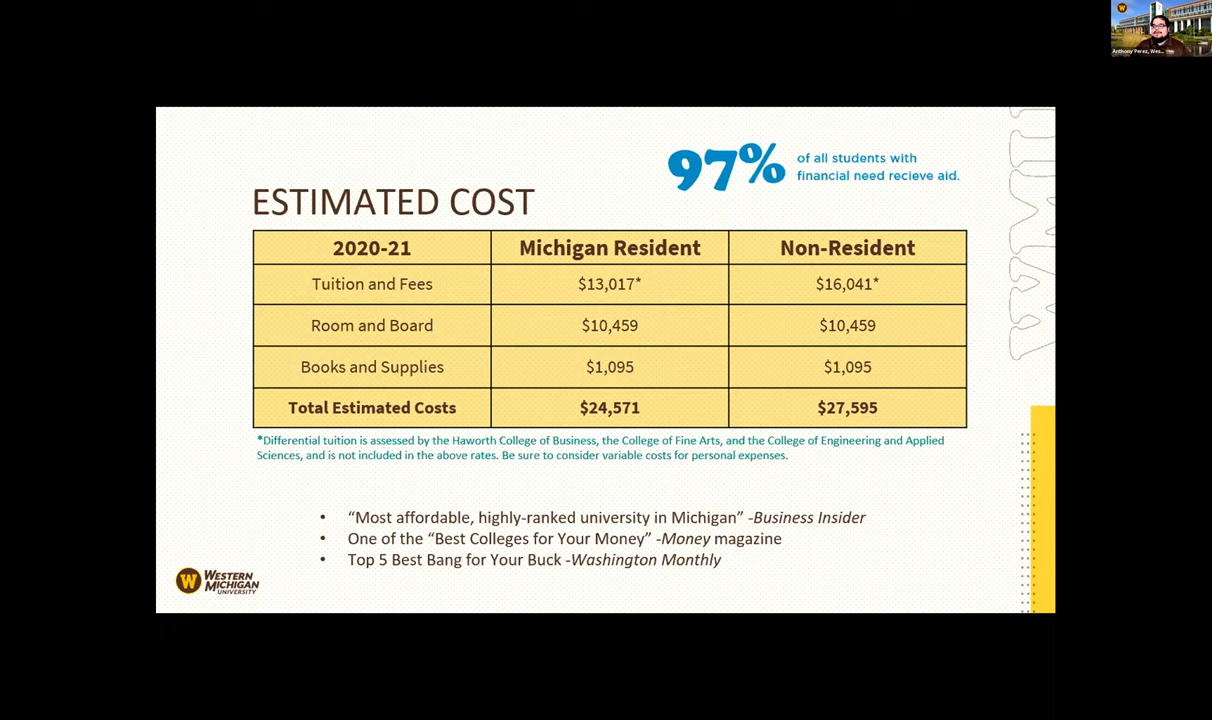 W
Anthony Perez, Wes...
97% of all students with
financial need recieve aid.
ESTIMATED COST
2020-21 Michigan Resident Non-Resident
Tuition and Fees $13,017* $16,041*
Room and Board $10,459 $10,459
Books and Supplies $1,095 $1,095
Total Estimated Costs $24,571 $27,595
*Differential tuition is assessed by the Haworth College of Business, the College of Fine Arts, and the College of Engineering and Applied
Sciences, and is not included in the above rates. Be sure to consider variable costs for personal expenses.
• “Most affordable, highly-ranked university in Michigan” -Business Insider
• One of the “Best Colleges for Your Money” -Money magazine
• Top 5 Best Bang for Your Buck -Washington Monthly
W WESTERN
MICHIGAN
UNIVERSITY